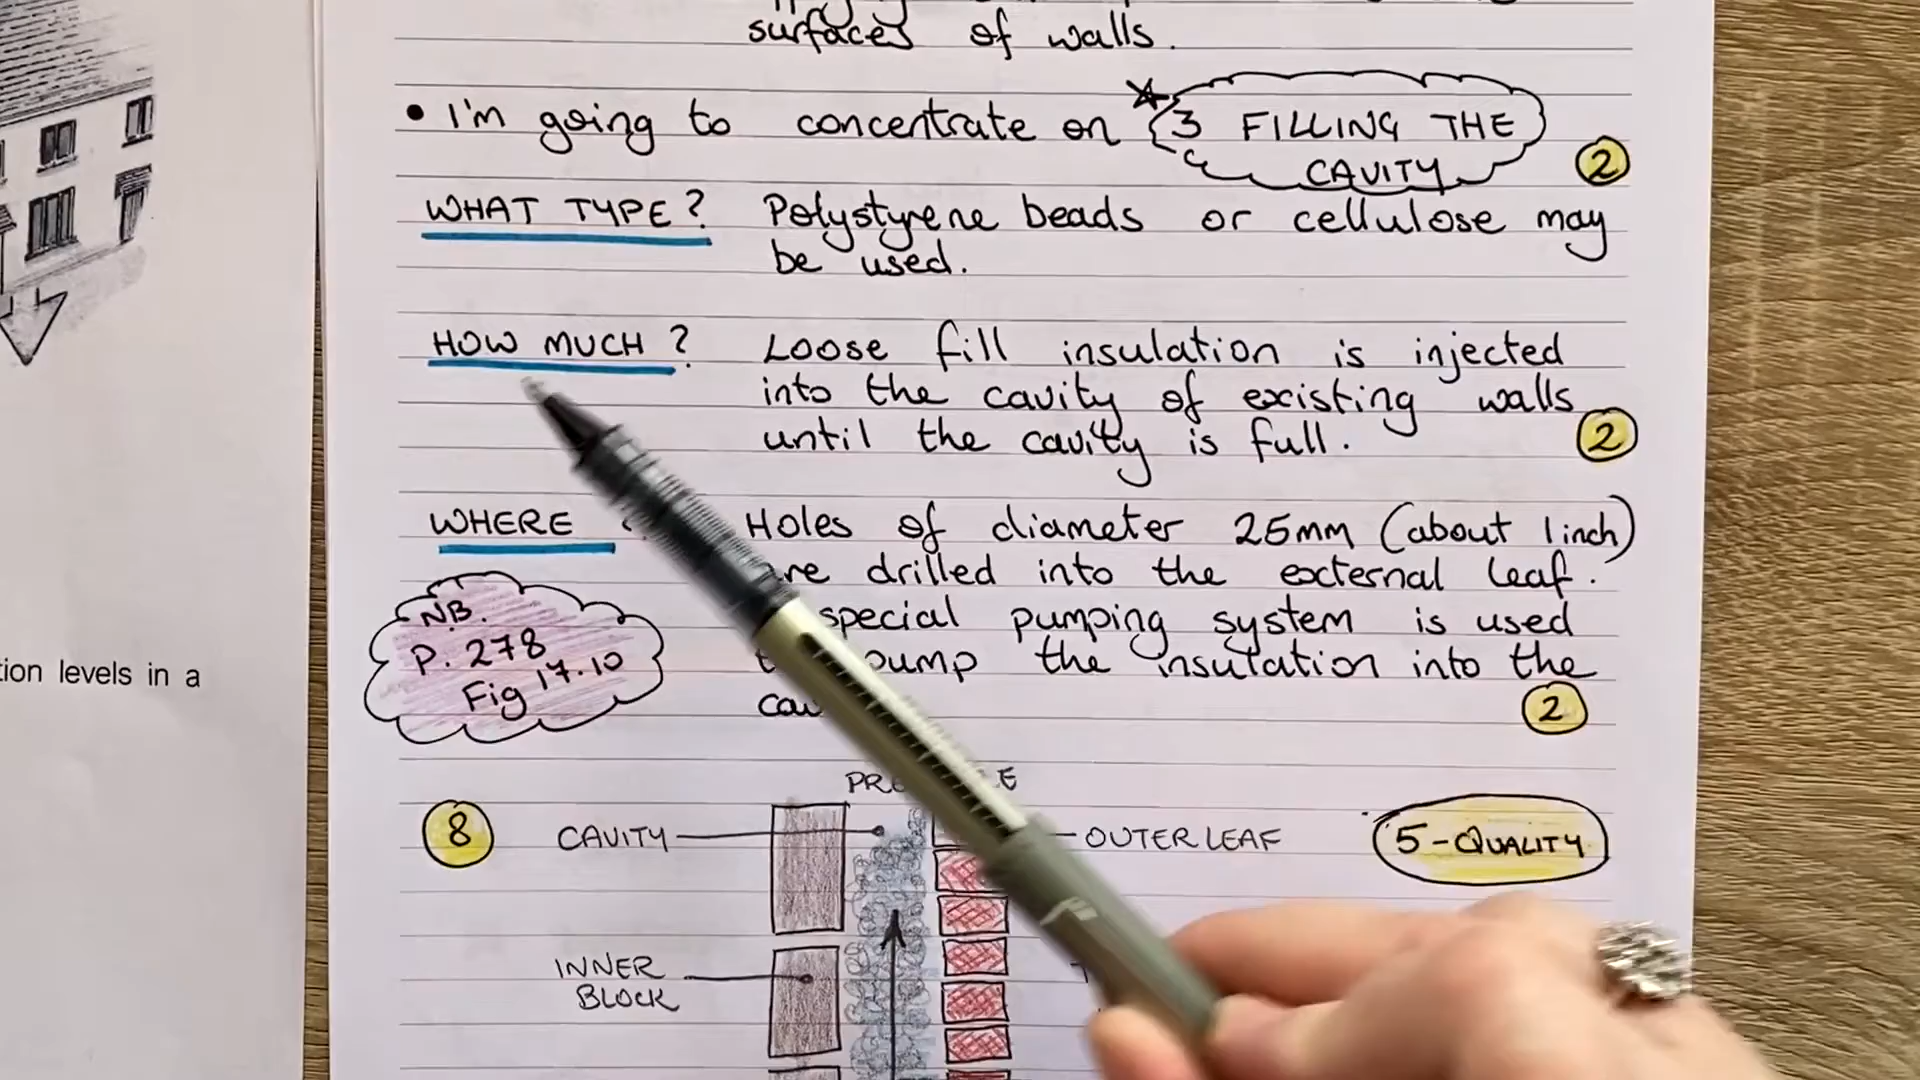 surfaces of walls.
• I'm going to concentrate on 3 FILLING THE
CAVITY
2
WHAT TYPE? Polystyrene beads or cellulose may
be used.
HOW MUCH? Loose fill insulation is injected
into the cavity of existing walls
until the cavity is full. 2
WHERE Holes of diameter 25mm (about 1 inch)
drilled into the external leaf.
special pumping system is used
pump the insulation into the
2
N.B.
P. 278
Fig 17.10
tion levels in a
8 CAVITY OUTER LEAF 5-QUALITY
INNER
BLOCK